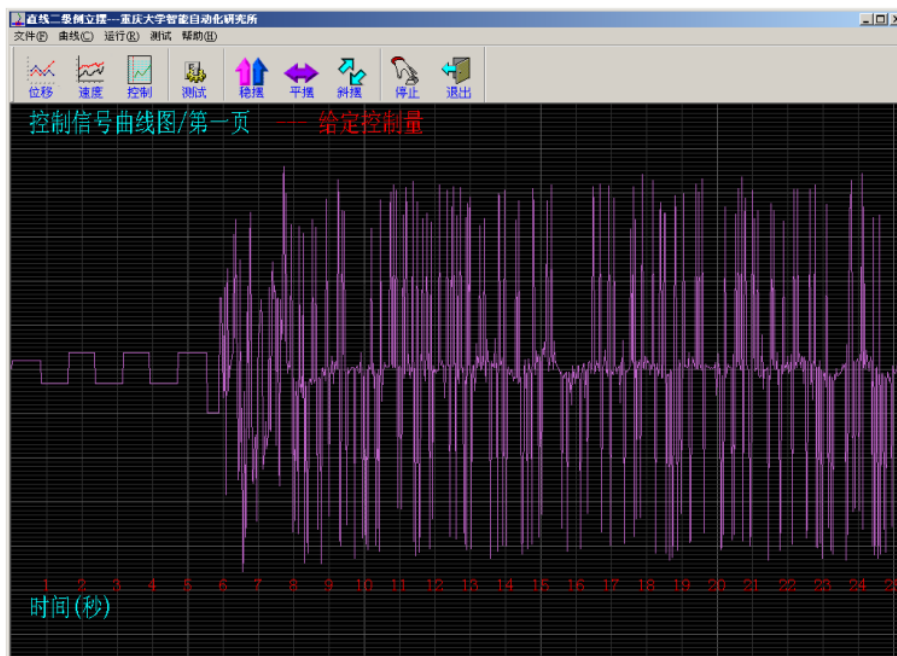 直线二级倒立摆---重庆大学智能自动化研究所
文件(F) 曲线(C) 运行(R) 测试 帮助(H)
位移 速度 控制 测试 稳摆 平摆 斜摆 停止 退出
控制信号曲线图/第一页 --- 给定控制量
1 2 3 4 5 6 7 8 9 10 11 12 13 14 15 16 17 18 19 20 21 22 23 24
时间(秒)